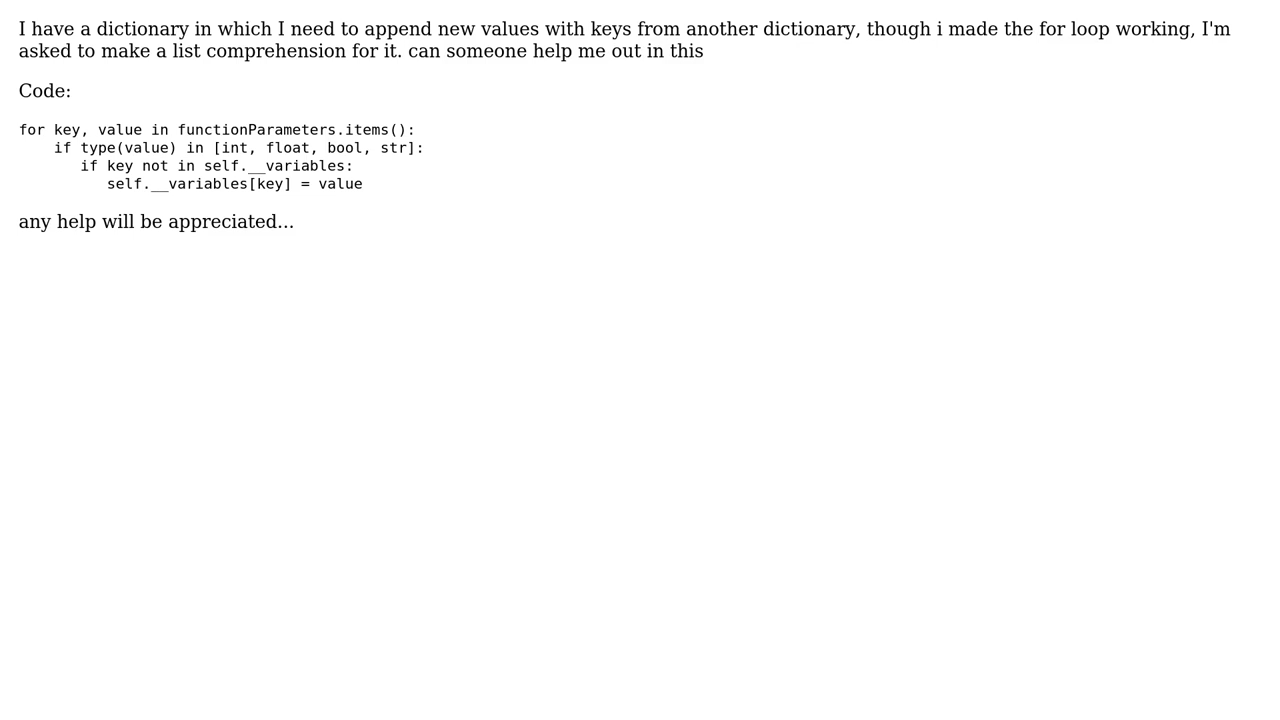 I have a dictionary in which I need to append new values with keys from another dictionary, though i made the for loop working, I'm
asked to make a list comprehension for it. can someone help me out in this
Code:
for key, value in functionParameters.items():
    if type(value) in [int, float, bool, str]:
       if key not in self.__variables:
          self.__variables[key] = value
any help will be appreciated...